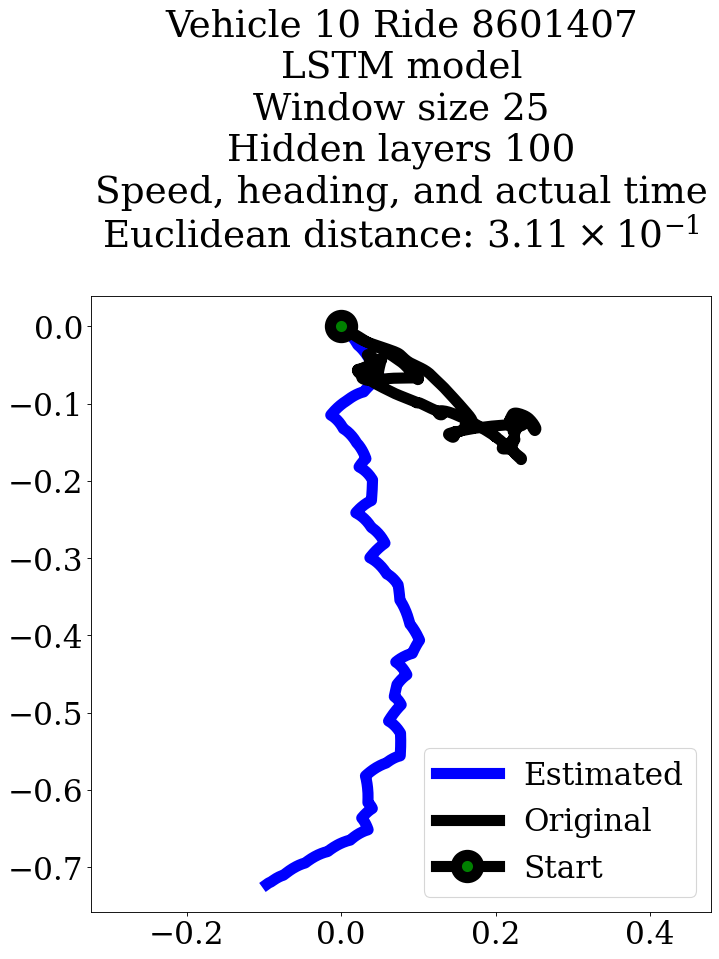 Vehicle 10 Ride 8601407
LSTM model
Window size 25
Hidden layers 100
Speed, heading, and actual time
Euclidean distance: 3.11 × 10⁻¹
0.0
−0.1
−0.2
−0.3
−0.4
−0.5
−0.6
−0.7
Estimated
Original
Start
−0.2 0.0 0.2 0.4